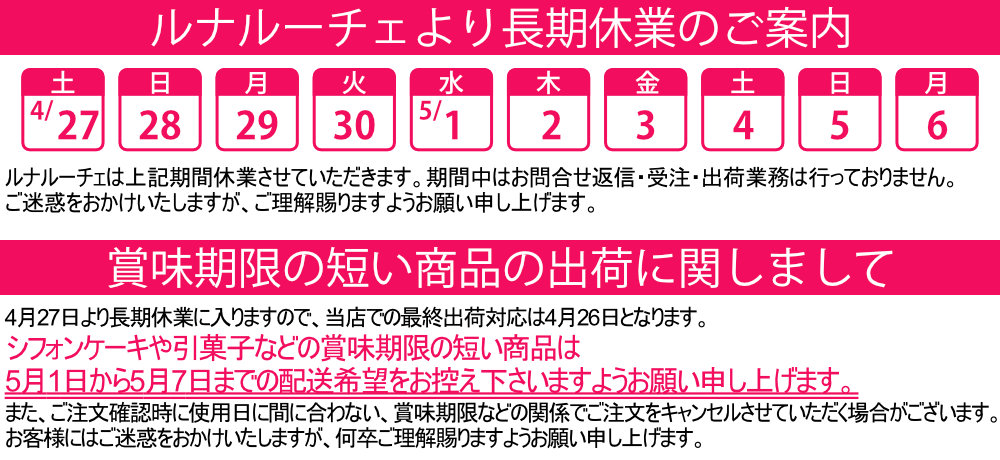 ルナルーチェより長期休業のご案内
土 日 月 火 水 木 金 土 日 月
4/27 28 29 30 5/1 2 3 4 5 6
ルナルーチェは上記期間休業させていただきます。期間中はお問合せ返信・受注・出荷業務は行っておりません。
ご迷惑をおかけいたしますが、ご理解賜りますようお願い申し上げます。
賞味期限の短い商品の出荷に関しまして
4月27日より長期休業に入りますので、当店での最終出荷対応は4月26日となります。
シフォンケーキや引菓子などの賞味期限の短い商品は
5月1日から5月7日までの配送希望をお控え下さいますようお願い申し上げます。
また、ご注文確認時に使用日に間に合わない、賞味期限などの関係でご注文をキャンセルさせていただく場合がございます。
お客様にはご迷惑をおかけいたしますが、何卒ご理解賜りますようお願い申し上げます。